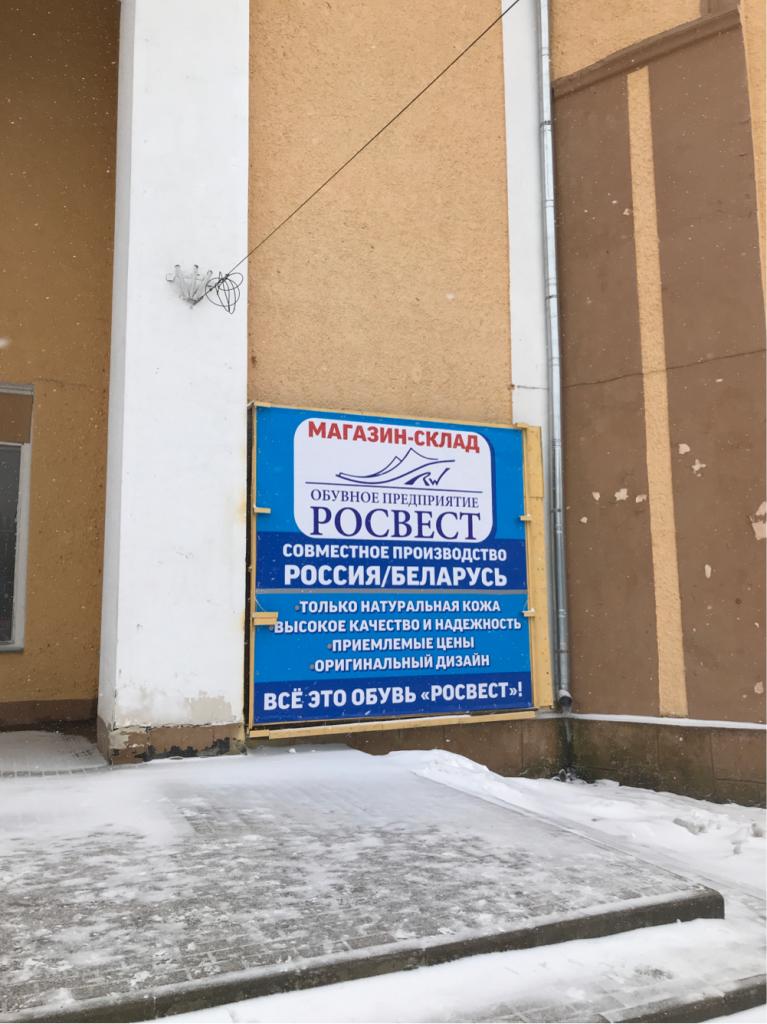 МАГАЗИН-СКЛАД
RW
ОБУВНОЕ ПРЕДПРИЯТИЕ
РОСВЕСТ
СОВМЕСТНОЕ ПРОИЗВОДСТВО
РОССИЯ/БЕЛАРУСЬ
•ТОЛЬКО НАТУРАЛЬНАЯ КОЖА
•ВЫСОКОЕ КАЧЕСТВО И НАДЕЖНОСТЬ
•ПРИЕМЛЕМЫЕ ЦЕНЫ
•ОРИГИНАЛЬНЫЙ ДИЗАЙН
ВСЁ ЭТО ОБУВЬ «РОСВЕСТ»!